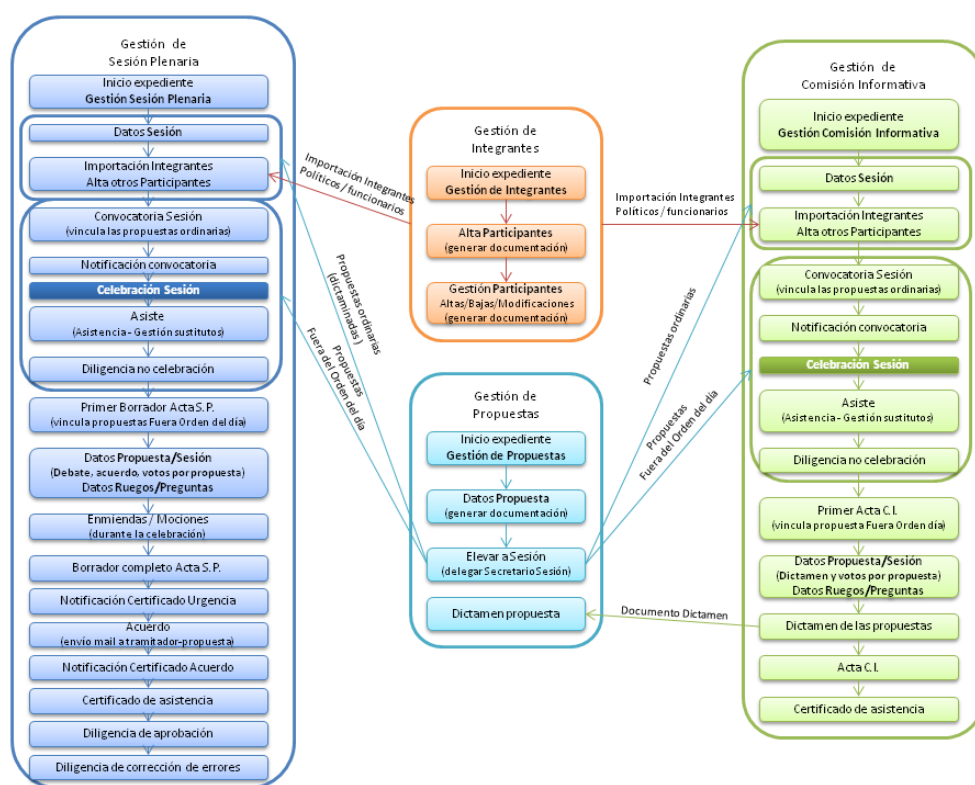 Gestión de
Sesión Plenaria
Inicio expediente
Gestión Sesión Plenaria
Datos Sesión
Importación Integrantes
Alta otros Participantes
Convocatoria Sesión
(vincula las propuestas ordinarias)
Notificación convocatoria
Celebración Sesión
Asiste
(Asistencia - Gestión sustitutos)
Diligencia no celebración
Primer Borrador Acta S.P.
(vincula propuestas Fuera Orden del día)
Datos Propuesta/Sesión
(Debate, acuerdo, votos por propuesta)
Datos Ruegos/Preguntas
Enmiendas / Mociones
(durante la celebración)
Borrador completo Acta S.P.
Notificación Certificado Urgencia
Acuerdo
(envío mail a tramitador-propuesta)
Notificación Certificado Acuerdo
Certificado de asistencia
Diligencia de aprobación
Diligencia de corrección de errores
Importación Integrantes
Políticos / funcionarios
Propuestas ordinarias
(dictaminadas )
Propuestas
Fuera del Orden del día
Gestión de
Integrantes
Inicio expediente
Gestión de Integrantes
Alta Participantes
(generar documentación)
Gestión Participantes
Altas/Bajas/Modificaciones
(generar documentación)
Gestión de
Propuestas
Inicio expediente
Gestión de Propuestas
Datos Propuesta
(generar documentación)
Elevar a Sesión
(delegar Secretario Sesión)
Dictamen propuesta
Importación Integrantes
Políticos / funcionarios
Propuestas ordinarias
Propuestas
Fuera del Orden del día
Documento Dictamen
Gestión de
Comisión Informativa
Inicio expediente
Gestión Comisión Informativa
Datos Sesión
Importación Integrantes
Alta otros Participantes
Convocatoria Sesión
(vincula las propuestas ordinarias)
Notificación convocatoria
Celebración Sesión
Asiste
(Asistencia - Gestión sustitutos)
Diligencia no celebración
Primer Acta C.I.
(vincula propuesta Fuera Orden día)
Datos Propuesta/Sesión
(Dictamen y votos por propuesta)
Datos Ruegos/Preguntas
Dictamen de las propuestas
Acta C.I.
Certificado de asistencia